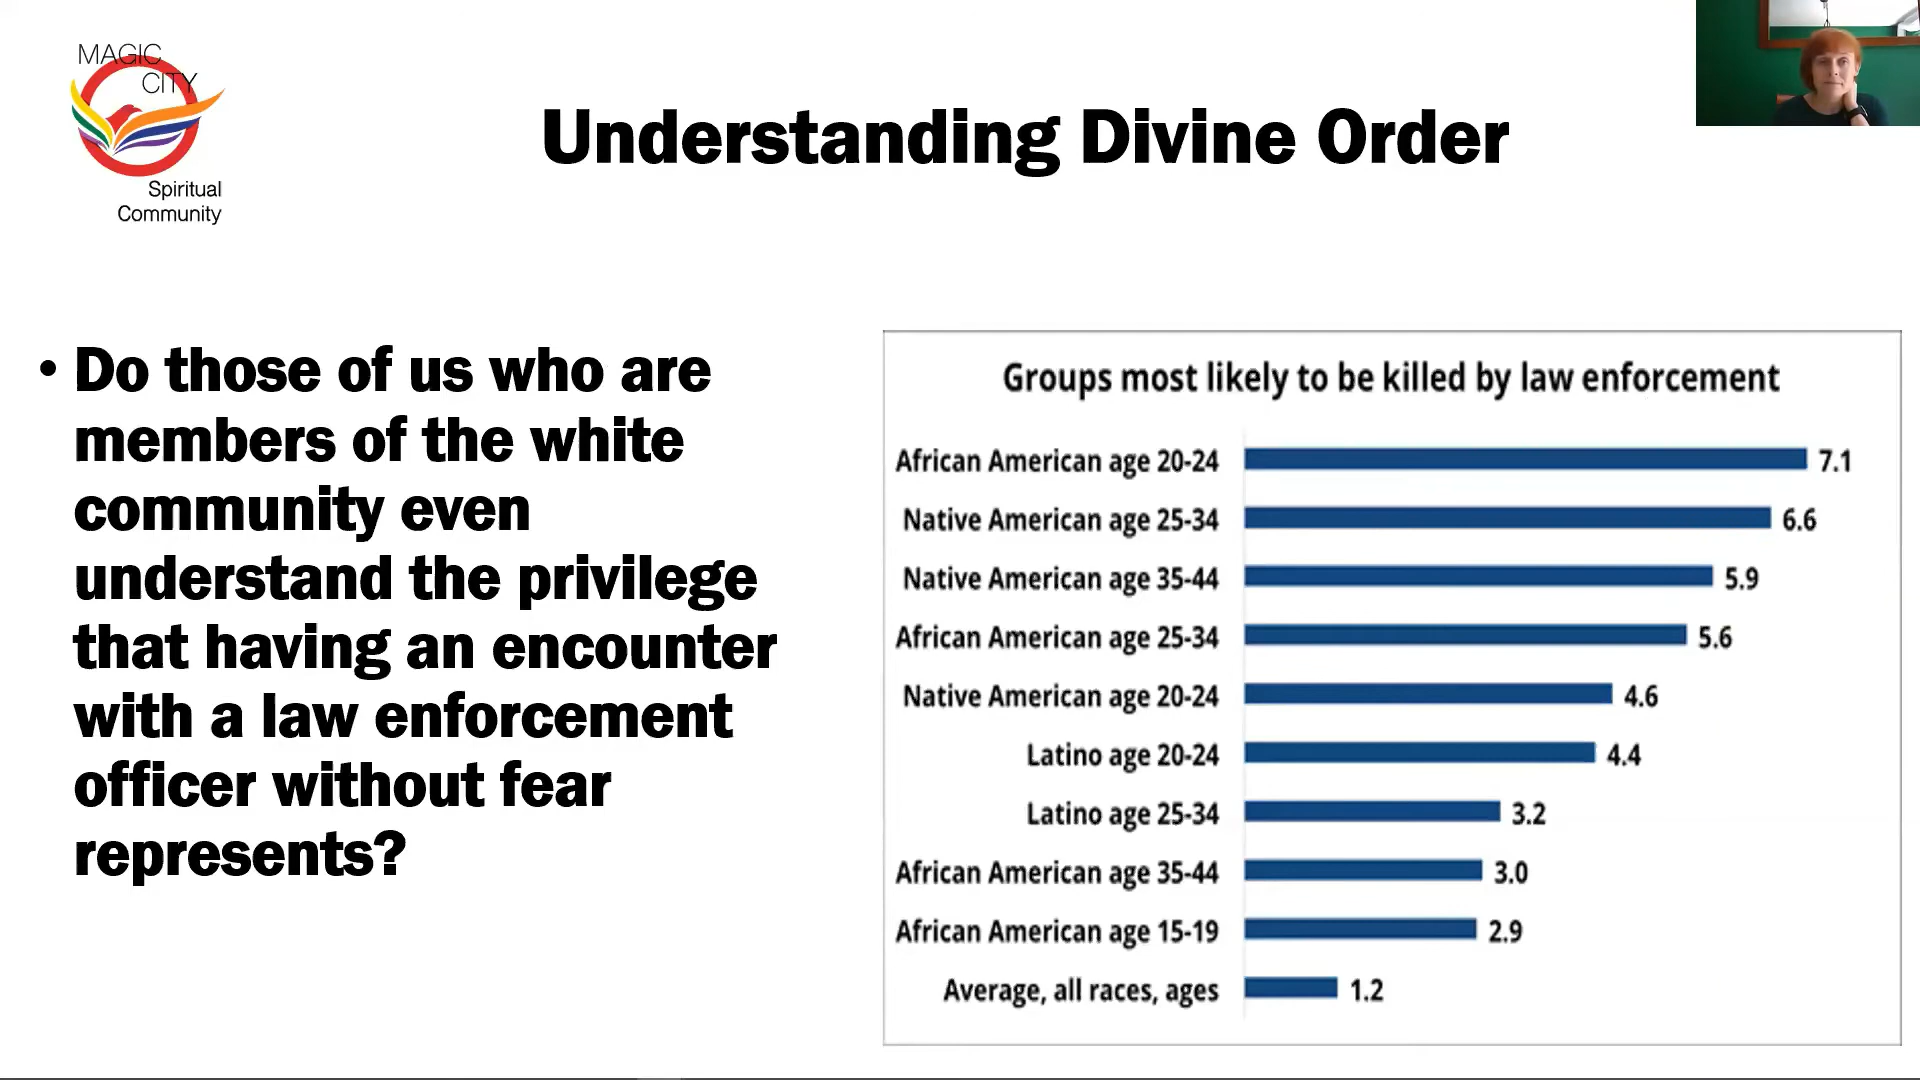 MAGIC
CITY
Spiritual
Community
Understanding Divine Order
• Do those of us who are
members of the white
community even
understand the privilege
that having an encounter
with a law enforcement
officer without fear
represents?
Groups most likely to be killed by law enforcement
African American age 20-24 7.1
Native American age 25-34 6.6
Native American age 35-44 5.9
African American age 25-34 5.6
Native American age 20-24 4.6
Latino age 20-24 4.4
Latino age 25-34 3.2
African American age 35-44 3.0
African American age 15-19 2.9
Average, all races, ages 1.2